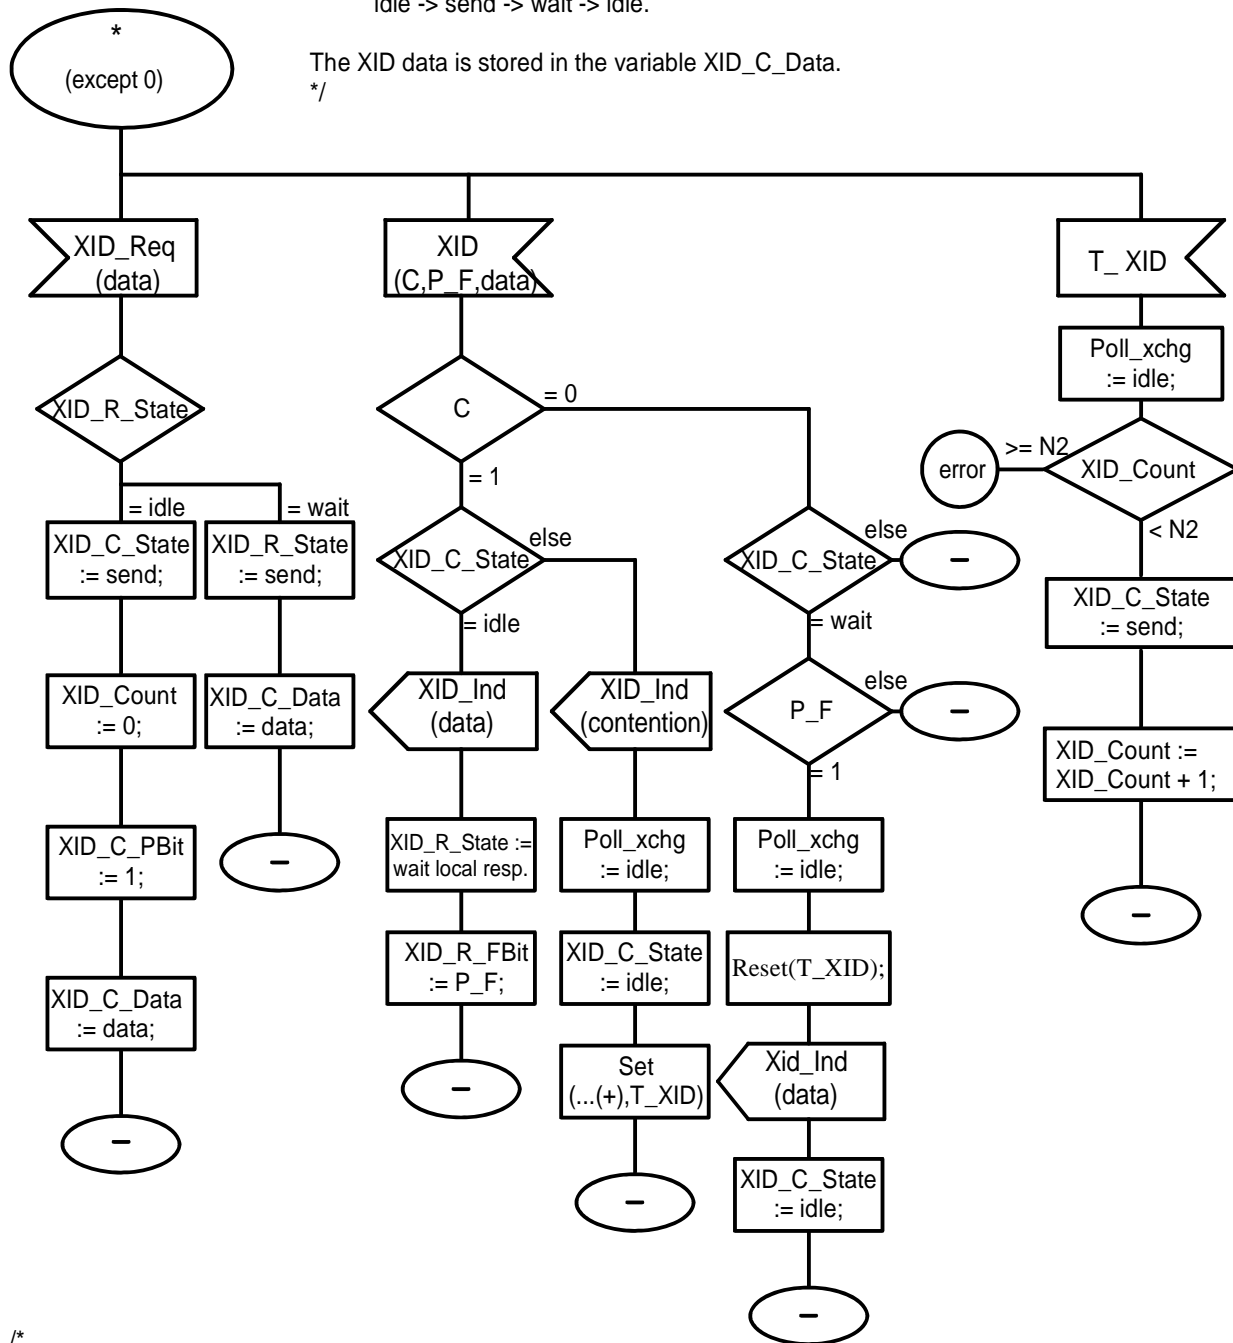 idle -> send -> wait -> idle.
The XID data is stored in the variable XID_C_Data.
*/
*
(except 0)
XID_Req
(data)
XID
(C,P_F,data)
T_ XID
Poll_xchg
:= idle;
XID_R_State
C
= 0
= 1
error
>= N2
XID_Count
< N2
= idle
= wait
XID_C_State
:= send;
XID_R_State
:= send;
XID_C_State
else
= idle
XID_C_State
else
–
= wait
XID_C_State
:= send;
XID_Count
:= 0;
XID_C_Data
:= data;
XID_Ind
(data)
XID_Ind
(contention)
P_F
else
–
= 1
XID_Count :=
XID_Count + 1;
XID_C_PBit
:= 1;
–
XID_R_State :=
wait local resp.
Poll_xchg
:= idle;
Poll_xchg
:= idle;
–
XID_C_Data
:= data;
XID_R_FBit
:= P_F;
XID_C_State
:= idle;
Reset(T_XID);
–
–
Set
(...(+),T_XID)
Xid_Ind
(data)
–
XID_C_State
:= idle;
–
/*